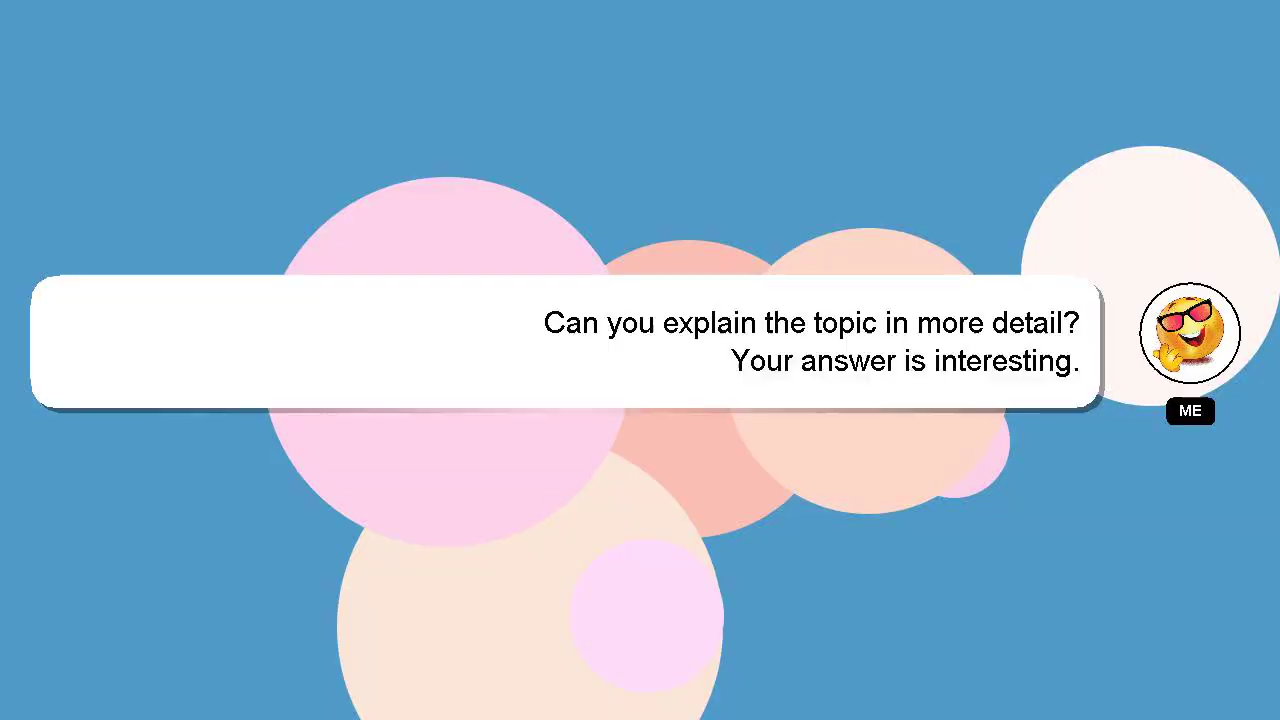 Can you explain the topic in more detail?
Your answer is interesting.
ME